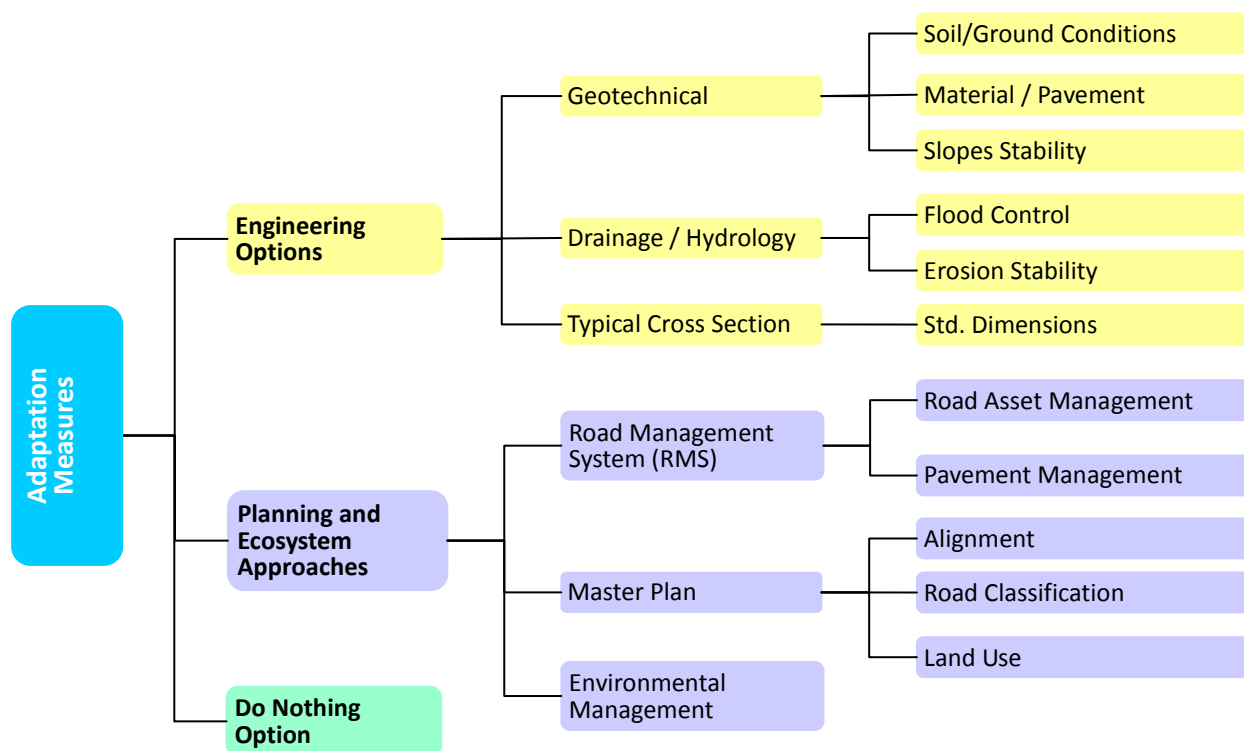 Adaptation
Measures
Engineering
Options
Geotechnical
Soil/Ground Conditions
Material / Pavement
Slopes Stability
Drainage / Hydrology
Flood Control
Erosion Stability
Typical Cross Section
Std. Dimensions
Planning and
Ecosystem
Approaches
Road Management
System (RMS)
Road Asset Management
Pavement Management
Master Plan
Alignment
Road Classification
Land Use
Environmental
Management
Do Nothing
Option